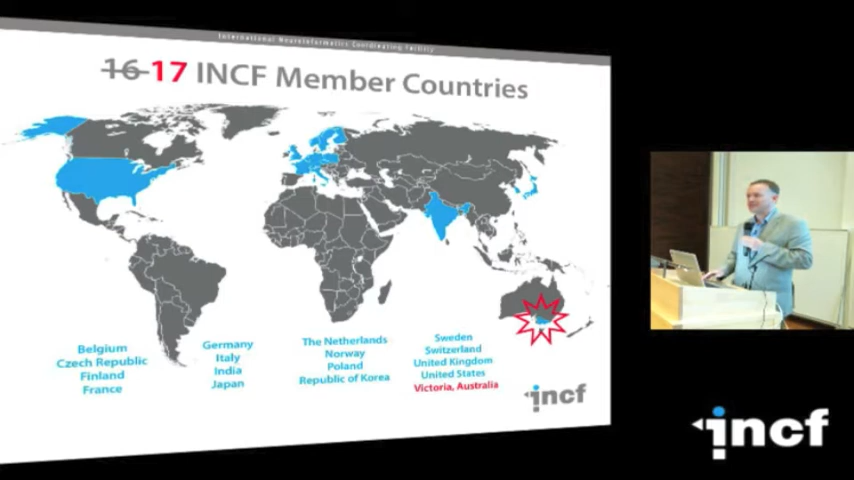 International Neuroinformatics Coordinating Facility
16 17 INCF Member Countries
Belgium
Czech Republic
Finland
France
Germany
Italy
India
Japan
The Netherlands
Norway
Poland
Republic of Korea
Sweden
Switzerland
United Kingdom
United States
Victoria, Australia
incf
incf